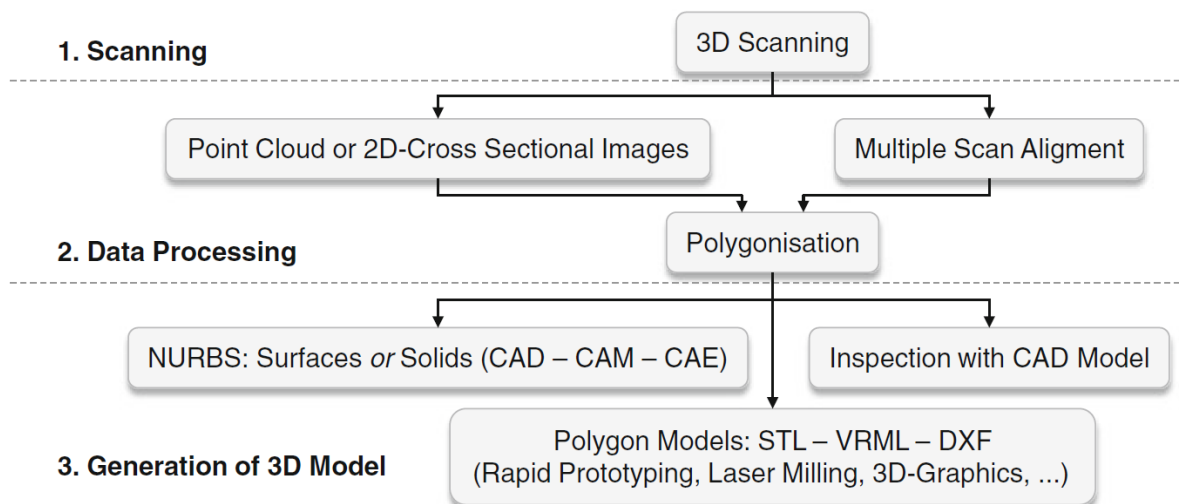 1. Scanning
3D Scanning
Point Cloud or 2D-Cross Sectional Images
Multiple Scan Aligment
Polygonisation
2. Data Processing
NURBS: Surfaces or Solids (CAD – CAM – CAE)
Inspection with CAD Model
Polygon Models: STL – VRML – DXF
(Rapid Prototyping, Laser Milling, 3D-Graphics, ...)
3. Generation of 3D Model